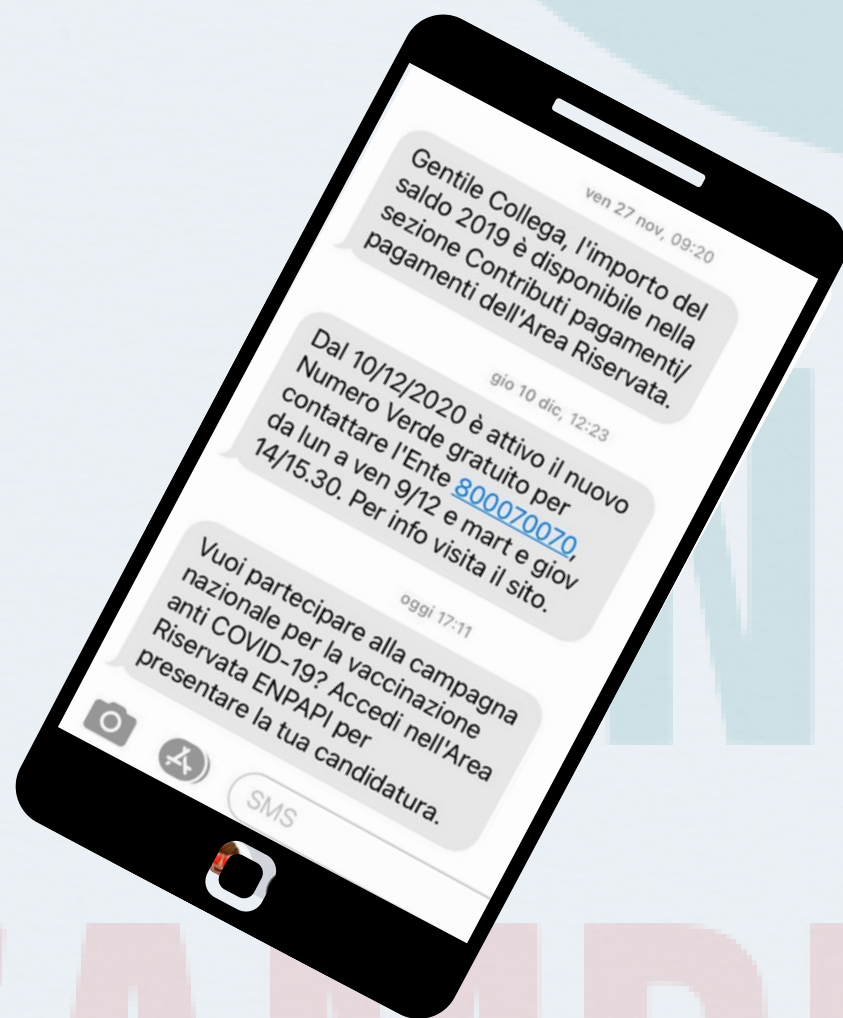 ven 27 nov, 09:20
Gentile Collega, l'importo del
saldo 2019 è disponibile nella
sezione Contributi pagamenti/
pagamenti dell'Area Riservata.
gio 10 dic, 12:23
Dal 10/12/2020 è attivo il nuovo
Numero Verde gratuito per
contattare l'Ente 800070070,
da lun a ven 9/12 e mart e giov
14/15.30. Per info visita il sito.
oggi 17:11
Vuoi partecipare alla campagna
nazionale per la vaccinazione
anti COVID-19? Accedi nell'Area
Riservata ENPAPI per
presentare la tua candidatura.
SMS